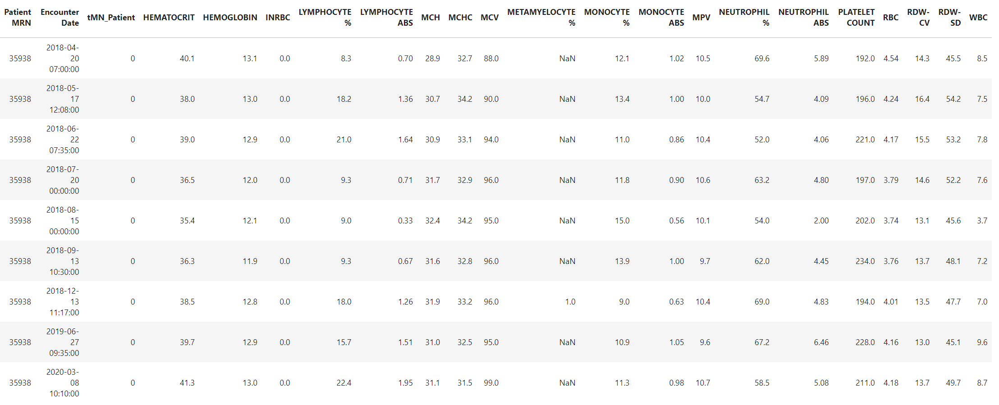 Patient MRN Encounter Date tMN_Patient HEMATOCRIT HEMOGLOBIN INRBC LYMPHOCYTE % LYMPHOCYTE ABS MCH MCHC MCV METAMYELOCYTE % MONOCYTE % MONOCYTE ABS MPV NEUTROPHIL % NEUTROPHIL ABS PLATELET COUNT RBC RDW-CV RDW-SD WBC
35938 2018-04-20 07:00:00 0 40.1 13.1 0.0 8.3 0.70 28.9 32.7 88.0 NaN 12.1 1.02 10.5 69.6 5.89 192.0 4.54 14.3 45.5 8.5
35938 2018-05-17 12:08:00 0 38.0 13.0 0.0 18.2 1.36 30.7 34.2 90.0 NaN 13.4 1.00 10.0 54.7 4.09 196.0 4.24 16.4 54.2 7.5
35938 2018-06-22 07:35:00 0 39.0 12.9 0.0 21.0 1.64 30.9 33.1 94.0 NaN 11.0 0.86 10.4 52.0 4.06 221.0 4.17 15.5 53.2 7.8
35938 2018-07-20 00:00:00 0 36.5 12.0 0.0 9.3 0.71 31.7 32.9 96.0 NaN 11.8 0.90 10.6 63.2 4.80 197.0 3.79 14.6 52.2 7.6
35938 2018-08-15 00:00:00 0 35.4 12.1 0.0 9.0 0.33 32.4 34.2 95.0 NaN 15.0 0.56 10.1 54.0 2.00 202.0 3.74 13.1 45.6 3.7
35938 2018-09-13 10:30:00 0 36.3 11.9 0.0 9.3 0.67 31.6 32.8 96.0 NaN 13.9 1.00 9.7 62.0 4.45 234.0 3.76 13.7 48.1 7.2
35938 2018-12-13 11:17:00 0 38.5 12.8 0.0 18.0 1.26 31.9 33.2 96.0 1.0 9.0 0.63 10.4 69.0 4.83 194.0 4.01 13.5 47.7 7.0
35938 2019-06-27 09:35:00 0 39.7 12.9 0.0 15.7 1.51 31.0 32.5 95.0 NaN 10.9 1.05 9.6 67.2 6.46 228.0 4.16 13.0 45.1 9.6
35938 2020-03-08 10:10:00 0 41.3 13.0 0.0 22.4 1.95 31.1 31.5 99.0 NaN 11.3 0.98 10.7 58.5 5.08 211.0 4.18 13.7 49.7 8.7